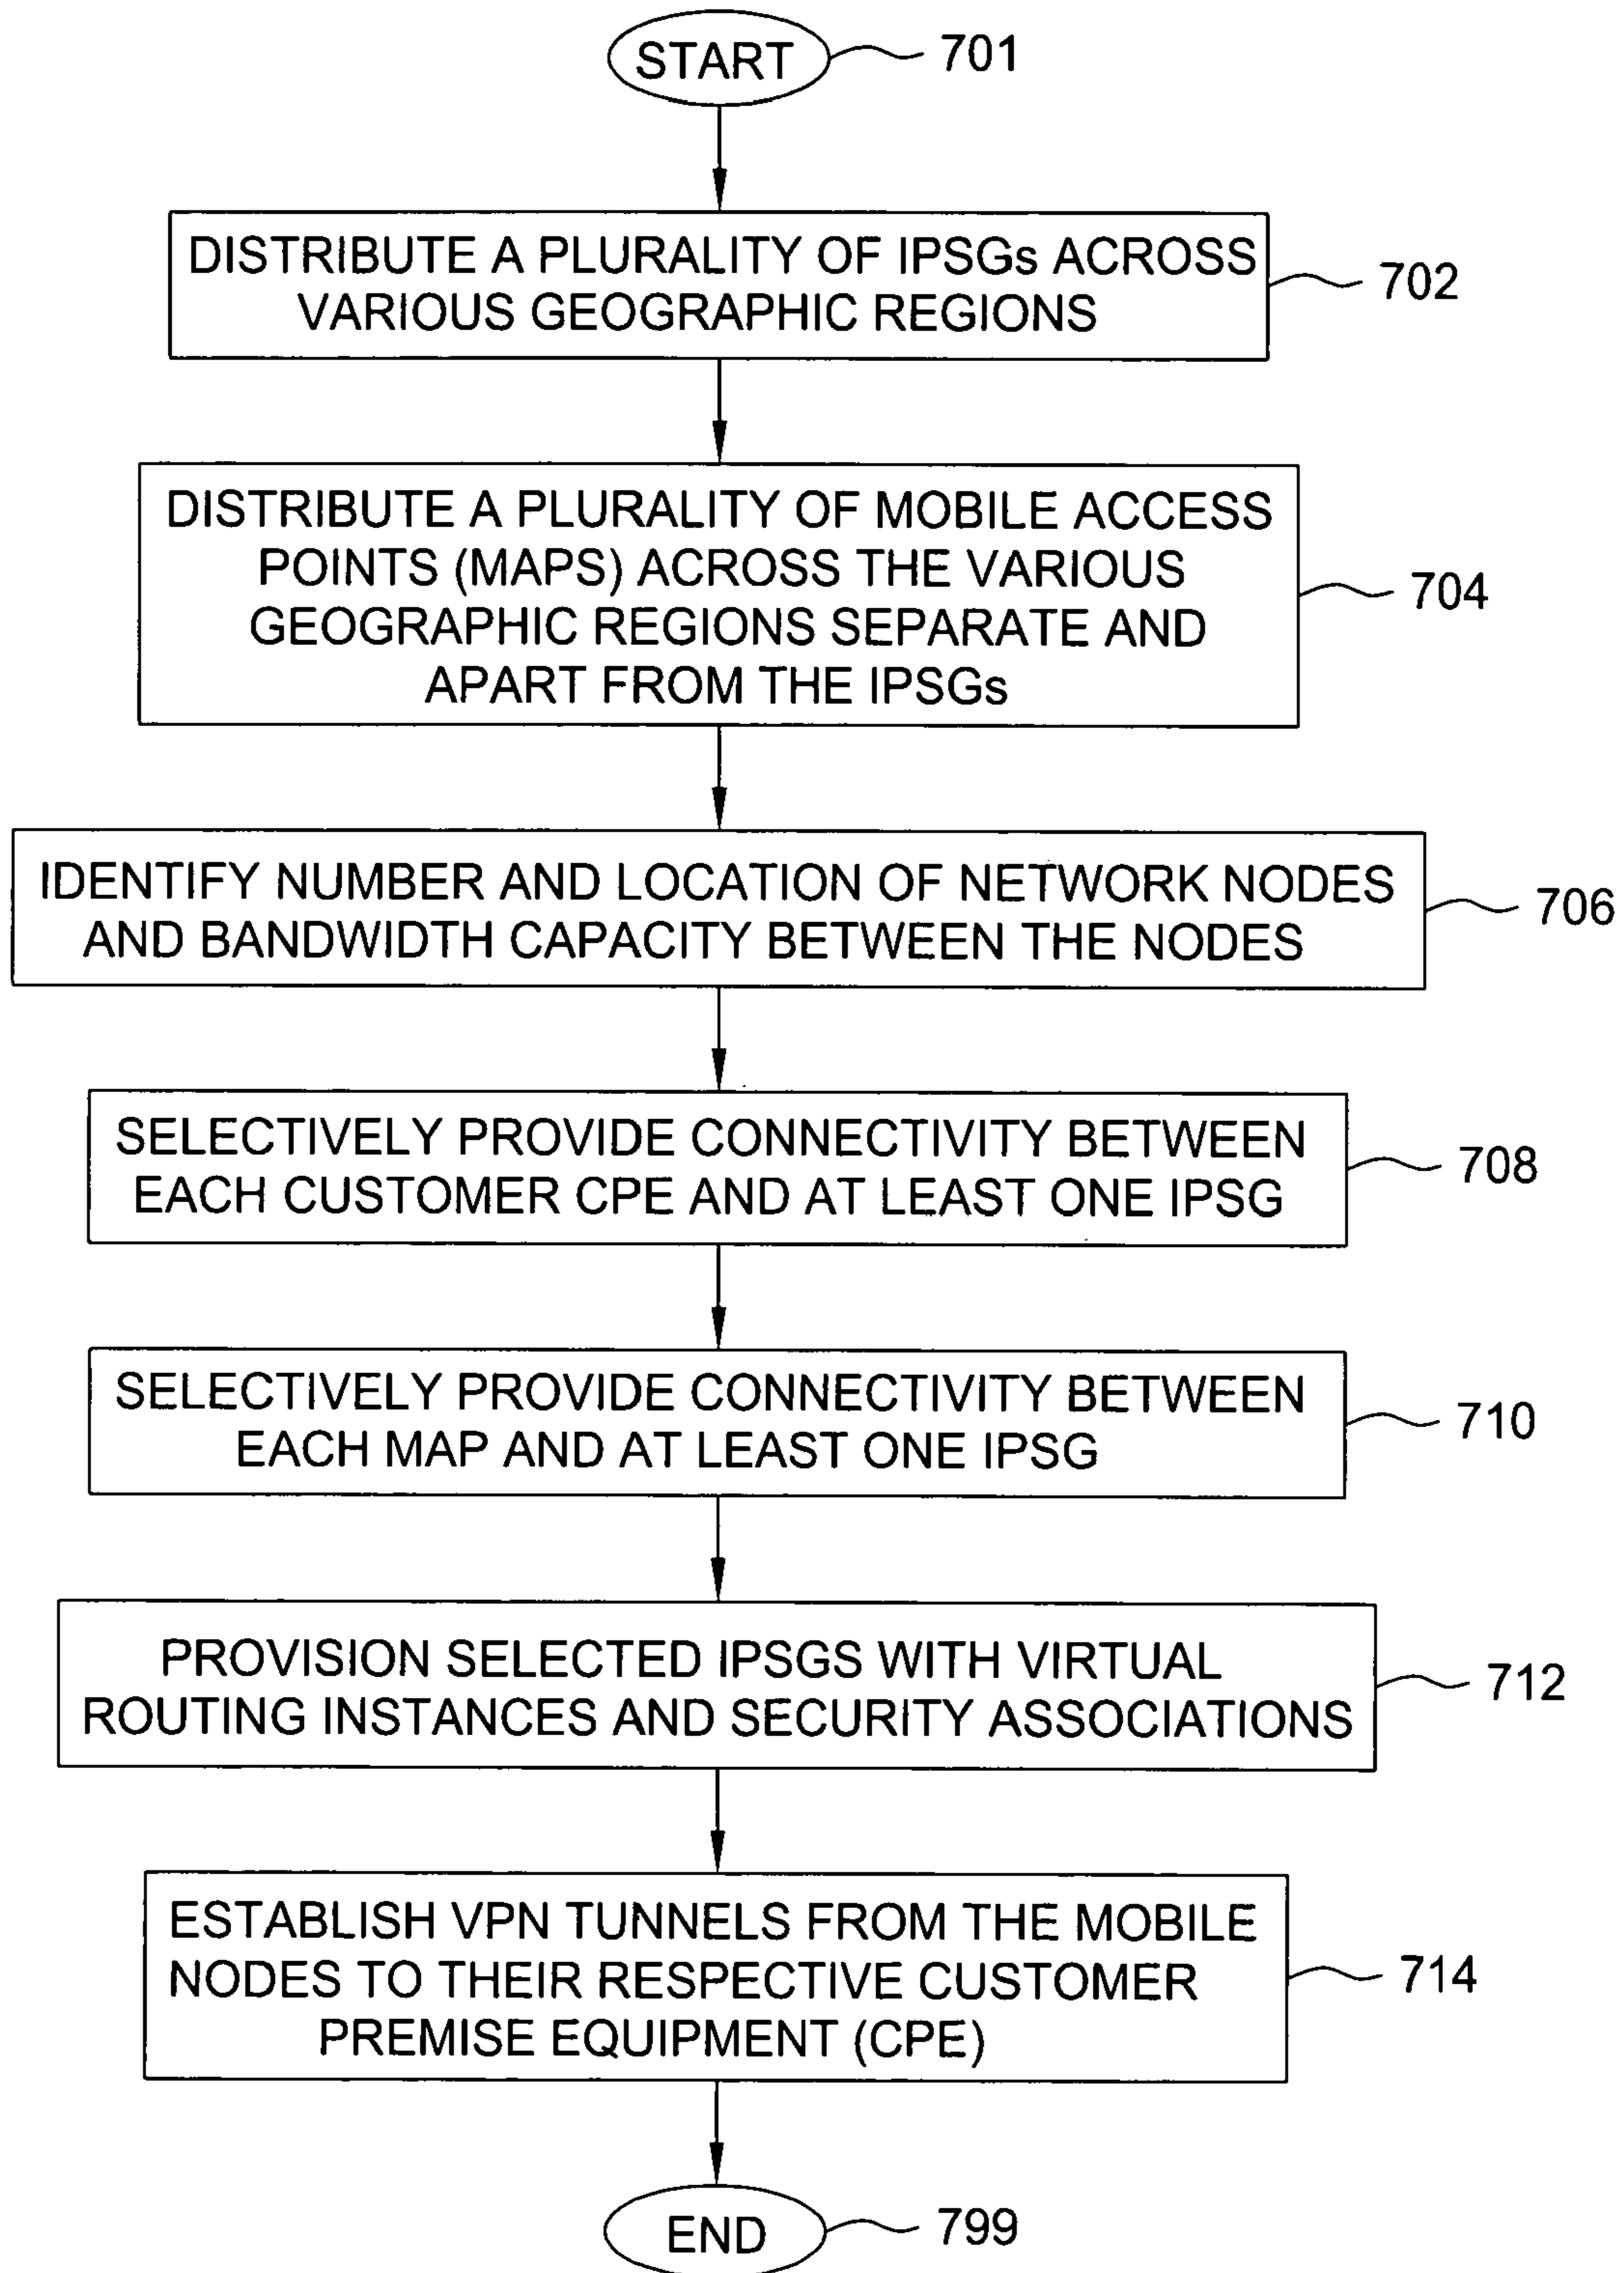 START
701
DISTRIBUTE A PLURALITY OF IPSGs ACROSS
VARIOUS GEOGRAPHIC REGIONS
702
DISTRIBUTE A PLURALITY OF MOBILE ACCESS
POINTS (MAPS) ACROSS THE VARIOUS
GEOGRAPHIC REGIONS SEPARATE AND
APART FROM THE IPSGs
704
IDENTIFY NUMBER AND LOCATION OF NETWORK NODES
AND BANDWIDTH CAPACITY BETWEEN THE NODES
706
SELECTIVELY PROVIDE CONNECTIVITY BETWEEN
EACH CUSTOMER CPE AND AT LEAST ONE IPSG
708
SELECTIVELY PROVIDE CONNECTIVITY BETWEEN
EACH MAP AND AT LEAST ONE IPSG
710
PROVISION SELECTED IPSGS WITH VIRTUAL
ROUTING INSTANCES AND SECURITY ASSOCIATIONS
712
ESTABLISH VPN TUNNELS FROM THE MOBILE
NODES TO THEIR RESPECTIVE CUSTOMER
PREMISE EQUIPMENT (CPE)
714
END
799